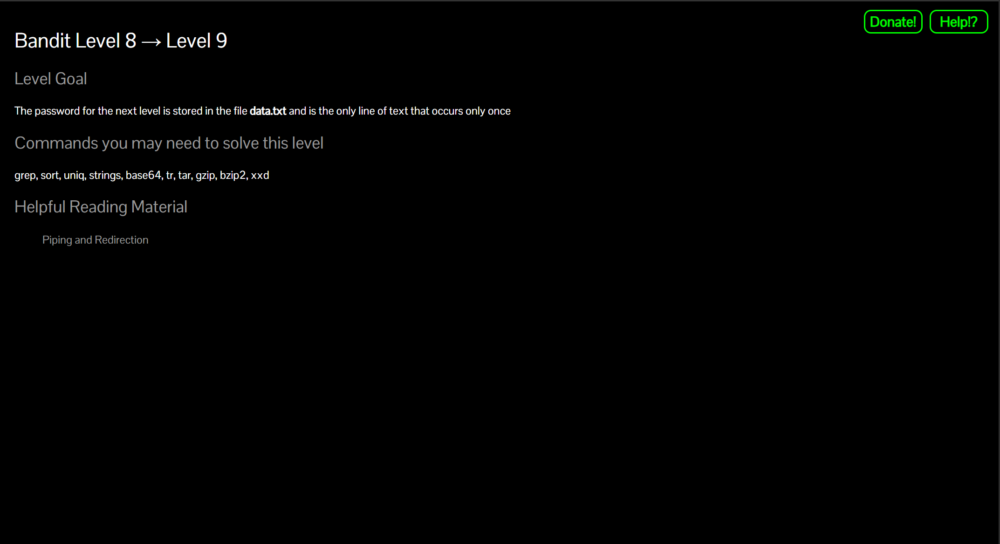 Donate!
Help!?
Bandit Level 8 → Level 9
Level Goal
The password for the next level is stored in the file data.txt and is the only line of text that occurs only once
Commands you may need to solve this level
grep, sort, uniq, strings, base64, tr, tar, gzip, bzip2, xxd
Helpful Reading Material
Piping and Redirection